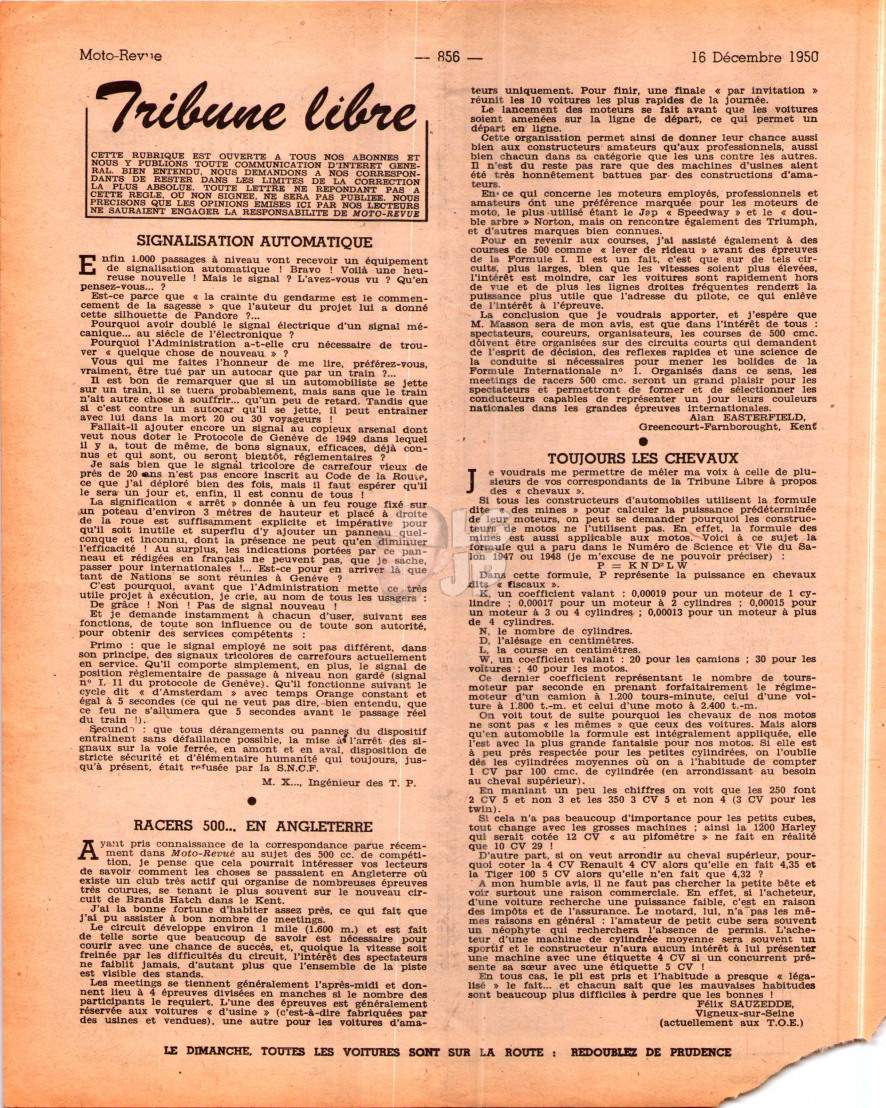 Moto-Revue
— 856 —
16 Décembre 1950
Tribune libre
CETTE RUBRIQUE EST OUVERTE A TOUS NOS ABONNES ET
NOUS Y PUBLIONS TOUTE COMMUNICATION D'INTERET GENE-
RAL. BIEN ENTENDU, NOUS DEMANDONS A NOS CORRESPON-
DANTS DE RESTER DANS LES LIMITES DE LA CORRECTION
LA PLUS ABSOLUE. TOUTE LETTRE NE REPONDANT PAS A
CETTE REGLE, OU NON SIGNEE, NE SERA PAS PUBLIEE. NOUS
PRECISONS QUE LES OPINIONS EMISES ICI PAR NOS LECTEURS
NE SAURAIENT ENGAGER LA RESPONSABILITE DE MOTO-REVUE
SIGNALISATION AUTOMATIQUE
Enfin 1.000 passages à niveau vont recevoir un équipement
de signalisation automatique ! Bravo ! Voilà une heu-
reuse nouvelle ! Mais le signal ? L'avez-vous vu ? Qu'en
pensez-vous... ?
Est-ce parce que « la crainte du gendarme est le commen-
cement de la sagesse » que l'auteur du projet lui a donné
cette silhouette de Pandore ?...
Pourquoi avoir doublé le signal électrique d'un signal mé-
canique... au siècle de l'électronique ?
Pourquoi l'Administration a-t-elle cru nécessaire de trou-
ver « quelque chose de nouveau » ?
Vous qui me faites l'honneur de me lire, préférez-vous,
vraiment, être tué par un autocar que par un train ?...
Il est bon de remarquer que si un automobiliste se jette
sur un train, il se tuera probablement, mais sans que le train
n'ait autre chose à souffrir... qu'un peu de retard. Tandis que
si c'est contre un autocar qu'il se jette, il peut entraîner
avec lui dans la mort 20 ou 30 voyageurs !
Fallait-il ajouter encore un signal au copieux arsenal dont
veut nous doter le Protocole de Genève de 1949 dans lequel
il y a, tout de même, de bons signaux, efficaces, déjà con-
nus et qui sont, ou seront bientôt, réglementaires ?
Je sais bien que le signal tricolore de carrefour vieux de
près de 20 ans n'est pas encore inscrit au Code de la Route,
ce que j'ai déploré bien des fois, mais il faut espérer qu'il
le sera un jour et, enfin, il est connu de tous !
La signification « arrêt » donnée à un feu rouge fixé sur
un poteau d'environ 3 mètres de hauteur et placé à droite
de la route est suffisamment explicite et impérative pour
qu'il soit inutile et superflu d'y ajouter un panneau quel-
conque et inconnu, dont la présence ne peut qu'en diminuer
l'efficacité ! Au surplus, les indications portées par ce pan-
neau et rédigées en français ne peuvent pas, que je sache,
passer pour internationales !... Est-ce pour en arriver là que
tant de Nations se sont réunies à Genève ?
C'est pourquoi, avant que l'Administration mette ce très
utile projet à exécution, je crie, au nom de tous les usagers :
De grâce ! Non ! Pas de signal nouveau !
Et je demande instamment à chacun d'user, suivant ses
fonctions, de toute son influence ou de toute son autorité,
pour obtenir des services compétents :
Primo : que le signal employé ne soit pas différent, dans
son principe, des signaux tricolores de carrefours actuellement
en service. Qu'il comporte simplement, en plus, le signal de
position réglementaire de passage à niveau non gardé (signal
n° I. 11 du protocole de Genève). Qu'il fonctionne suivant le
cycle dit « d'Amsterdam » avec temps Orange constant et
égal à 5 secondes (ce qui ne veut pas dire, bien entendu, que
ce feu ne s'allumera que 5 secondes avant le passage réel
du train !).
Secundo : que tous dérangements ou pannes du dispositif
entraînent sans défaillance possible, la mise à l'arrêt des si-
gnaux sur la voie ferrée, en amont et en aval, disposition de
stricte sécurité et d'élémentaire humanité qui toujours, jus-
qu'à présent, était refusée par la S.N.C.F.
M. X..., Ingénieur des T. P.
RACERS 500... EN ANGLETERRE
Ayant pris connaissance de la correspondance parue récem-
ment dans Moto-Revue au sujet des 500 cc. de compéti-
tion, je pense que cela pourrait intéresser vos lecteurs
de savoir comment les choses se passaient en Angleterre où
existe un club très actif qui organise de nombreuses épreuves
très courues, se tenant le plus souvent sur le nouveau cir-
cuit de Brands Hatch dans le Kent.
J'ai la bonne fortune d'habiter assez près, ce qui fait que
j'ai pu assister à bon nombre de meetings.
Le circuit développe environ 1 mile (1.600 m.) et est fait
de telle sorte que beaucoup de savoir est nécessaire pour
courir avec une chance de succès, et, quoique la vitesse soit
freinée par les difficultés du circuit, l'intérêt des spectateurs
ne faiblit jamais, d'autant plus que l'ensemble de la piste
est visible des stands.
Les meetings se tiennent généralement l'après-midi et don-
nent lieu à 4 épreuves divisées en manches si le nombre des
participants le requiert. L'une des épreuves est généralement
réservée aux voitures « d'usine » (c'est-à-dire fabriquées par
des usines et vendues), une autre pour les voitures d'ama-
teurs uniquement. Pour finir, une finale « par invitation »
réunit les 10 voitures les plus rapides de la journée.
Le lancement des moteurs se fait avant que les voitures
soient amenées sur la ligne de départ, ce qui permet un
départ en ligne.
Cette organisation permet ainsi de donner leur chance aussi
bien aux constructeurs amateurs qu'aux professionnels, aussi
bien chacun dans sa catégorie que les uns contre les autres.
Il n'est du reste pas rare que des machines d'usines aient
été très honnêtement battues par des constructions d'ama-
teurs.
En ce qui concerne les moteurs employés, professionnels et
amateurs ont une préférence marquée pour les moteurs de
moto, le plus utilisé étant le Jap « Speedway » et le « dou-
ble arbre » Norton, mais on rencontre également des Triumph,
et d'autres marques bien connues.
Pour en revenir aux courses, j'ai assisté également à des
courses de 500 comme « lever de rideau » avant des épreuves
de la Formule I. Il est un fait, c'est que sur de tels cir-
cuits, plus larges, bien que les vitesses soient plus élevées,
l'intérêt est moindre, car les voitures sont rapidement hors
de vue et de plus les lignes droites fréquentes rendent la
puissance plus utile que l'adresse du pilote, ce qui enlève
de l'intérêt à l'épreuve.
La conclusion que je voudrais apporter, et j'espère que
M. Masson sera de mon avis, est que dans l'intérêt de tous :
spectateurs, coureurs, organisateurs, les courses de 500 cmc.
doivent être organisées sur des circuits courts qui demandent
de l'esprit de décision, des reflexes rapides et une science de
la conduite si nécessaires pour mener les bolides de la
Formule Internationale n° 1. Organisés dans ce sens, les
meetings de racers 500 cmc. seront un grand plaisir pour les
spectateurs et permettront de former et de sélectionner les
conducteurs capables de représenter un jour leurs couleurs
nationales dans les grandes épreuves internationales.
Alan EASTERFIELD,
Greencourt-Farnborought, Kent
TOUJOURS LES CHEVAUX
Je voudrais me permettre de mêler ma voix à celle de plu-
sieurs de vos correspondants de la Tribune Libre à propos
des « chevaux ».
Si tous les constructeurs d'automobiles utilisent la formule
dite « des mines » pour calculer la puissance prédéterminée
de leur moteurs, on peut se demander pourquoi les construc-
teurs de motos ne l'utilisent pas. En effet, la formule des
mines est aussi applicable aux motos. Voici à ce sujet la
formule qui a paru dans le Numéro de Science et Vie du Sa-
lon 1947 ou 1948 (je m'excuse de ne pouvoir préciser) :
P = K N D² L W
Dans cette formule, P représente la puissance en chevaux
dits « fiscaux ».
K, un coefficient valant : 0,00019 pour un moteur de 1 cy-
lindre ; 0,00017 pour un moteur à 2 cylindres ; 0,00015 pour
un moteur à 3 ou 4 cylindres ; 0,00013 pour un moteur à plus
de 4 cylindres.
N, le nombre de cylindres.
D, l'alésage en centimètres.
L, la course en centimètres.
W, un coefficient valant : 20 pour les camions ; 30 pour les
voitures ; 40 pour les motos.
Ce dernier coefficient représentant le nombre de tours-
moteur par seconde en prenant forfaitairement le régime-
moteur d'un camion à 1.200 tours-minute, celui d'une voi-
ture à 1.800 t.-m. et celui d'une moto à 2.400 t.-m.
On voit tout de suite pourquoi les chevaux de nos motos
ne sont pas « les mêmes » que ceux des voitures. Mais alors
qu'en automobile la formule est intégralement appliquée, elle
l'est avec la plus grande fantaisie pour nos motos. Si elle est
à peu près respectée pour les petites cylindrées, on l'oublie
dès les cylindrées moyennes où on a l'habitude de compter
1 CV par 100 cmc. de cylindrée (en arrondissant au besoin
au cheval supérieur).
En maniant un peu les chiffres on voit que les 250 font
2 CV 5 et non 3 et les 350 3 CV 5 et non 4 (3 CV pour les
twin).
Si cela n'a pas beaucoup d'importance pour les petits cubes,
tout change avec les grosses machines ; ainsi la 1200 Harley
qui serait cotée 12 CV « au pifomètre » ne fait en réalité
que 10 CV 29 !
D'autre part, si on veut arrondir au cheval supérieur, pour-
quoi coter la 4 CV Renault 4 CV alors qu'elle en fait 4,35 et
la Tiger 100 5 CV alors qu'elle n'en fait que 4,32 ?
A mon humble avis, il ne faut pas chercher la petite bête et
voir surtout une raison commerciale. En effet, si l'acheteur,
d'une voiture recherche une puissance faible, c'est en raison
des impôts et de l'assurance. Le motard, lui, n'a pas les mê-
mes raisons en général : l'amateur de petit cube sera souvent
un néophyte qui recherchera l'absence de permis. L'ache-
teur d'une machine de cylindrée moyenne sera souvent un
sportif et le constructeur n'aura aucun intérêt à lui présenter
une machine avec une étiquette 4 CV si un concurrent pré-
sente sa sœur avec une étiquette 5 CV !
En tous cas, le pli est pris et l'habitude a presque « léga-
lisé » le fait... et chacun sait que les mauvaises habitudes
sont beaucoup plus difficiles à perdre que les bonnes !
Félix SAUZEDDE,
Vigneux-sur-Seine
(actuellement aux T.O.E.)
LE DIMANCHE, TOUTES LES VOITURES SONT SUR LA ROUTE : REDOUBLEZ DE PRUDENCE